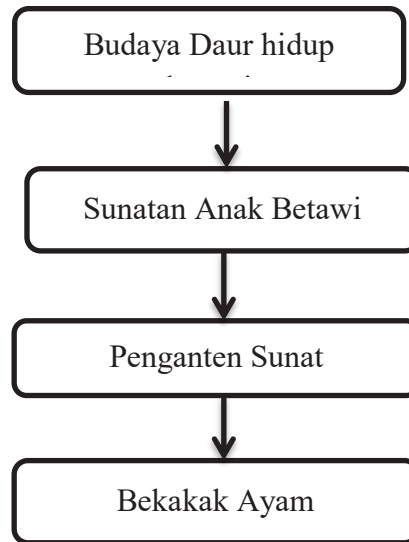 Budaya Daur hidup
Sunatan Anak Betawi
Penganten Sunat
Bekakak Ayam